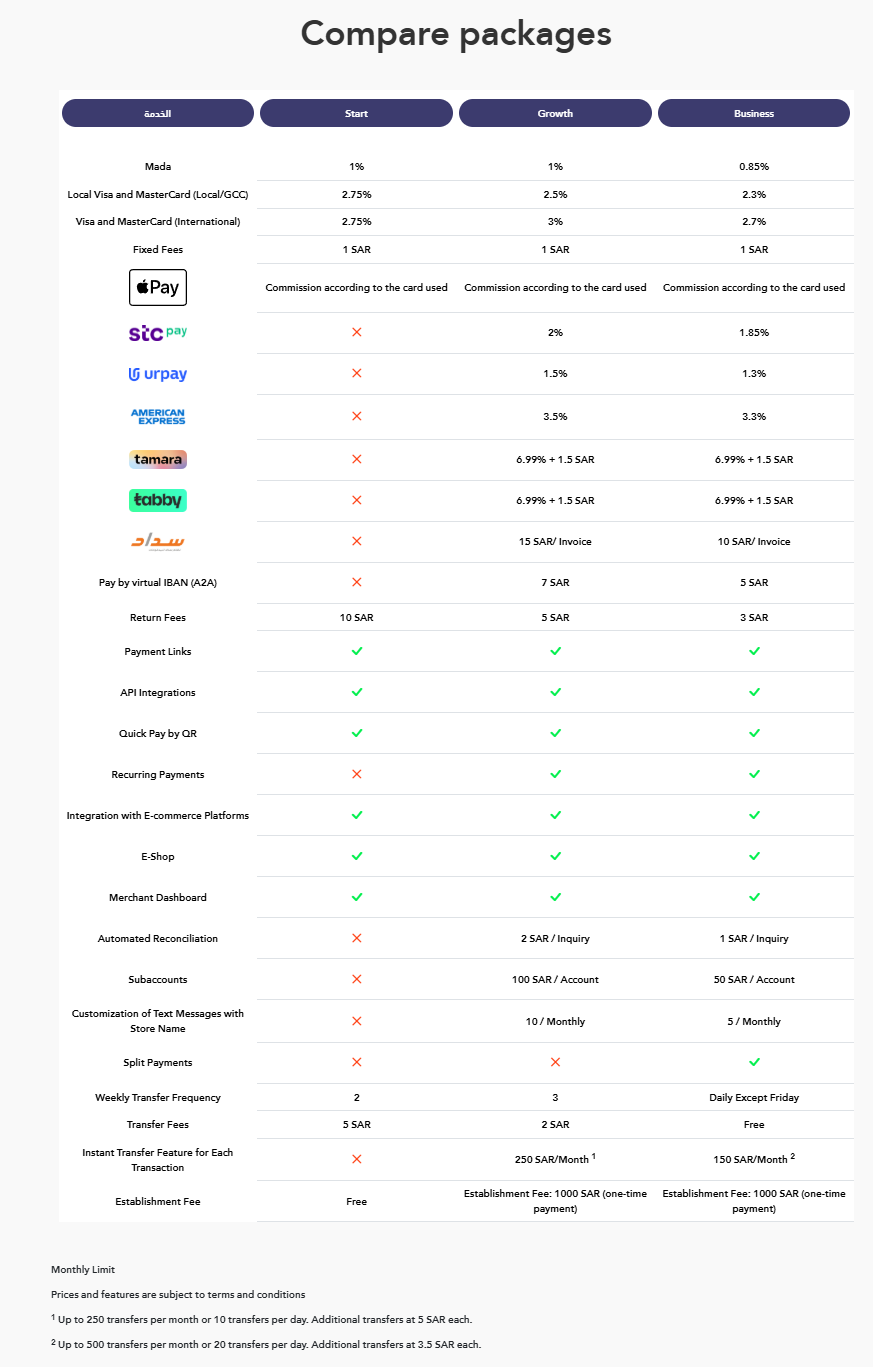 Compare packages
الخدمة Start Growth Business
Mada 1% 1% 0.85%
Local Visa and MasterCard (Local/GCC) 2.75% 2.5% 2.3%
Visa and MasterCard (International) 2.75% 3% 2.7%
Fixed Fees 1 SAR 1 SAR 1 SAR
Pay Commission according to the card used Commission according to the card used Commission according to the card used
stc pay 2% 1.85%
urpay 1.5% 1.3%
AMERICAN
EXPRESS 3.5% 3.3%
tamara 6.99% + 1.5 SAR 6.99% + 1.5 SAR
tabby 6.99% + 1.5 SAR 6.99% + 1.5 SAR
سداد 15 SAR/ Invoice 10 SAR/ Invoice
Pay by virtual IBAN (A2A) 7 SAR 5 SAR
Return Fees 10 SAR 5 SAR 3 SAR
Payment Links
API Integrations
Quick Pay by QR
Recurring Payments
Integration with E-commerce Platforms
E-Shop
Merchant Dashboard
Automated Reconciliation 2 SAR / Inquiry 1 SAR / Inquiry
Subaccounts 100 SAR / Account 50 SAR / Account
Customization of Text Messages with
Store Name 10 / Monthly 5 / Monthly
Split Payments
Weekly Transfer Frequency 2 3 Daily Except Friday
Transfer Fees 5 SAR 2 SAR Free
Instant Transfer Feature for Each
Transaction 250 SAR/Month 1 150 SAR/Month 2
Establishment Fee Free Establishment Fee: 1000 SAR (one-time payment) Establishment Fee: 1000 SAR (one-time payment)
Monthly Limit
Prices and features are subject to terms and conditions
1 Up to 250 transfers per month or 10 transfers per day. Additional transfers at 5 SAR each.
2 Up to 500 transfers per month or 20 transfers per day. Additional transfers at 3.5 SAR each.